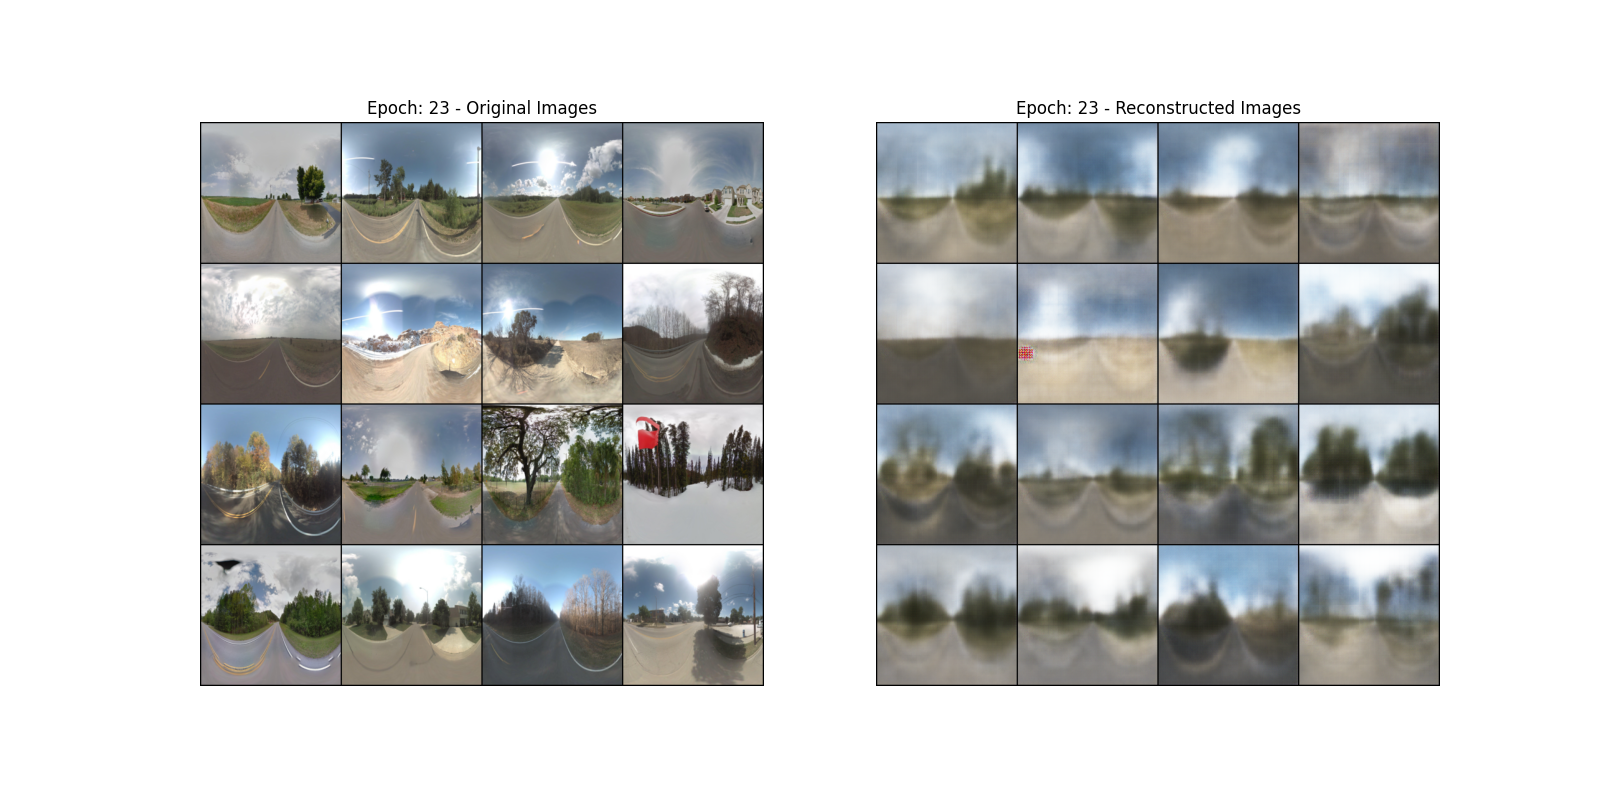 Epoch: 23 - Original Images
Epoch: 23 - Reconstructed Images